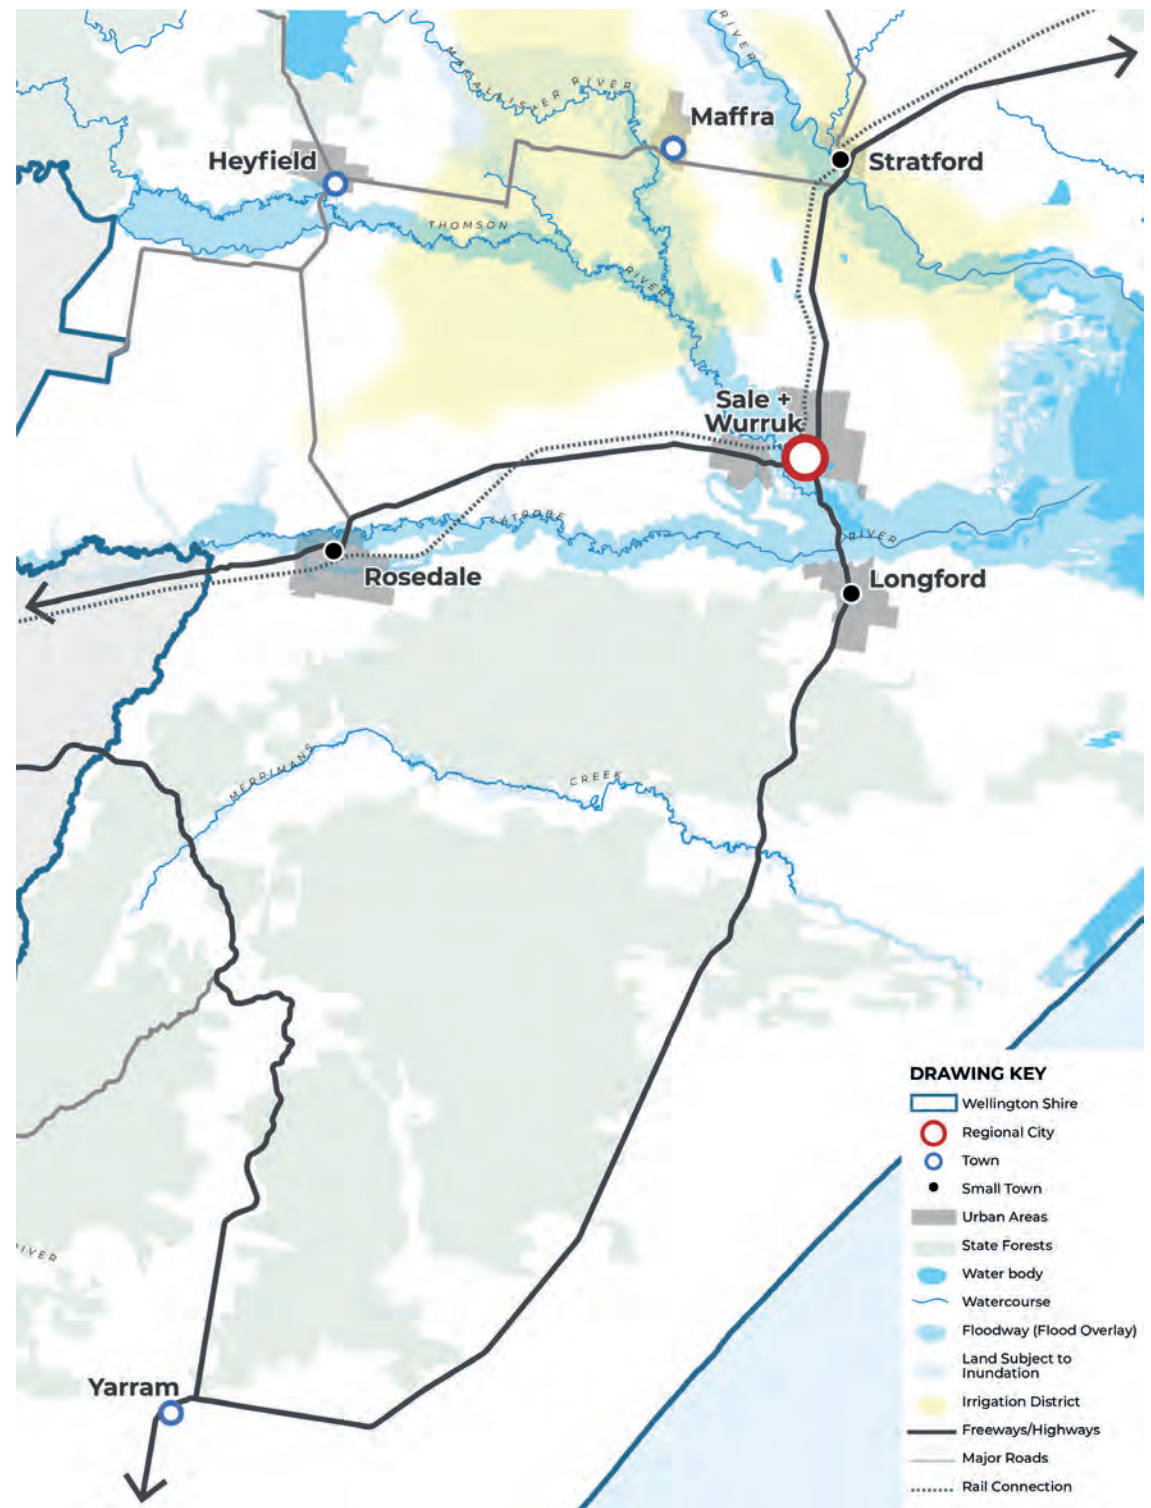 RIVER
MACALLISTER RIVER
Maffra
Heyfield
Stratford
THOMSON
RIVER
Sale +
Wurruk
LATROBE
RIVER
Rosedale
Longford
MERRIMANS
CREEK
Yarram
DRAWING KEY
Wellington Shire
Regional City
Town
Small Town
Urban Areas
State Forests
Water body
Watercourse
Floodway (Flood Overlay)
Land Subject to
Inundation
Irrigation District
Freeways/Highways
Major Roads
Rail Connection